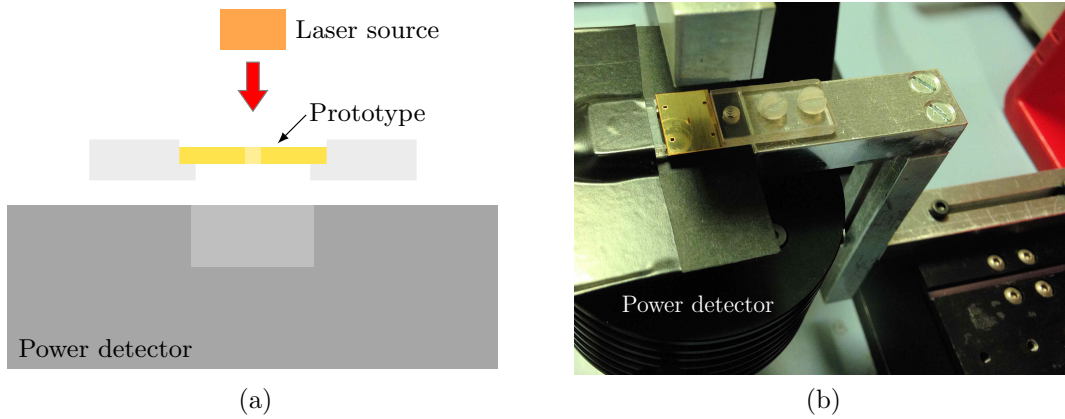 Laser source
Prototype
Power detector
(a)
Power detector
(b)